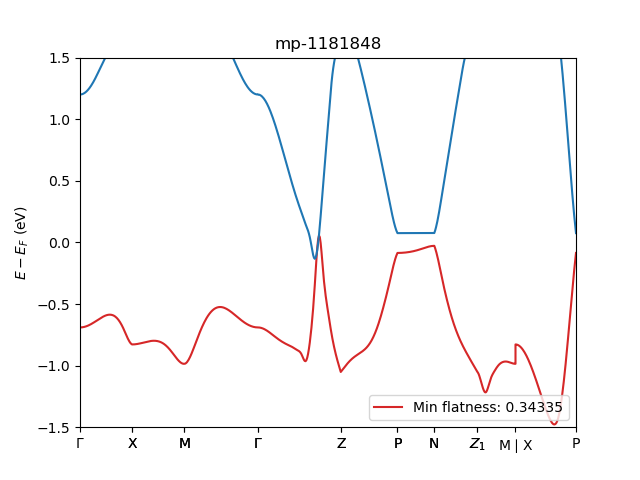 mp-1181848
E − E_F (eV)
1.5
1.0
0.5
0.0
−0.5
−1.0
−1.5
Min flatness: 0.34335
Γ X M Γ Z P N Z₁ M | X P